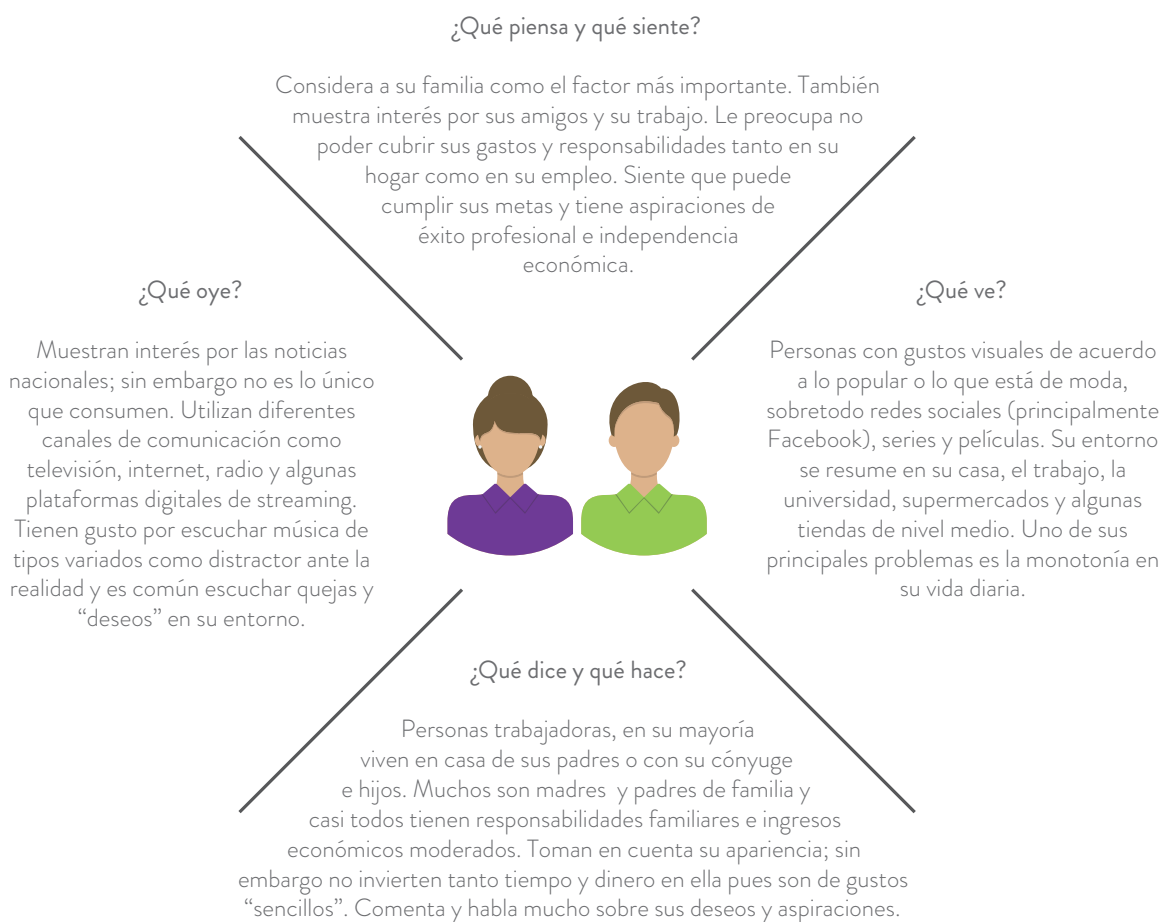 ¿Qué piensa y qué siente?
Considera a su familia como el factor más importante. También
muestra interés por sus amigos y su trabajo. Le preocupa no
poder cubrir sus gastos y responsabilidades tanto en su
hogar como en su empleo. Siente que puede
cumplir sus metas y tiene aspiraciones de
éxito profesional e independencia
económica.
¿Qué oye?
Muestran interés por las noticias
nacionales; sin embargo no es lo único
que consumen. Utilizan diferentes
canales de comunicación como
televisión, internet, radio y algunas
plataformas digitales de streaming.
Tienen gusto por escuchar música de
tipos variados como distractor ante la
realidad y es común escuchar quejas y
“deseos” en su entorno.
¿Qué ve?
Personas con gustos visuales de acuerdo
a lo popular o lo que está de moda,
sobretodo redes sociales (principalmente
Facebook), series y películas. Su entorno
se resume en su casa, el trabajo, la
universidad, supermercados y algunas
tiendas de nivel medio. Uno de sus
principales problemas es la monotonía en
su vida diaria.
¿Qué dice y qué hace?
Personas trabajadoras, en su mayoría
viven en casa de sus padres o con su cónyuge
e hijos. Muchos son madres y padres de familia y
casi todos tienen responsabilidades familiares e ingresos
económicos moderados. Toman en cuenta su apariencia; sin
embargo no invierten tanto tiempo y dinero en ella pues son de gustos
“sencillos”. Comenta y habla mucho sobre sus deseos y aspiraciones.